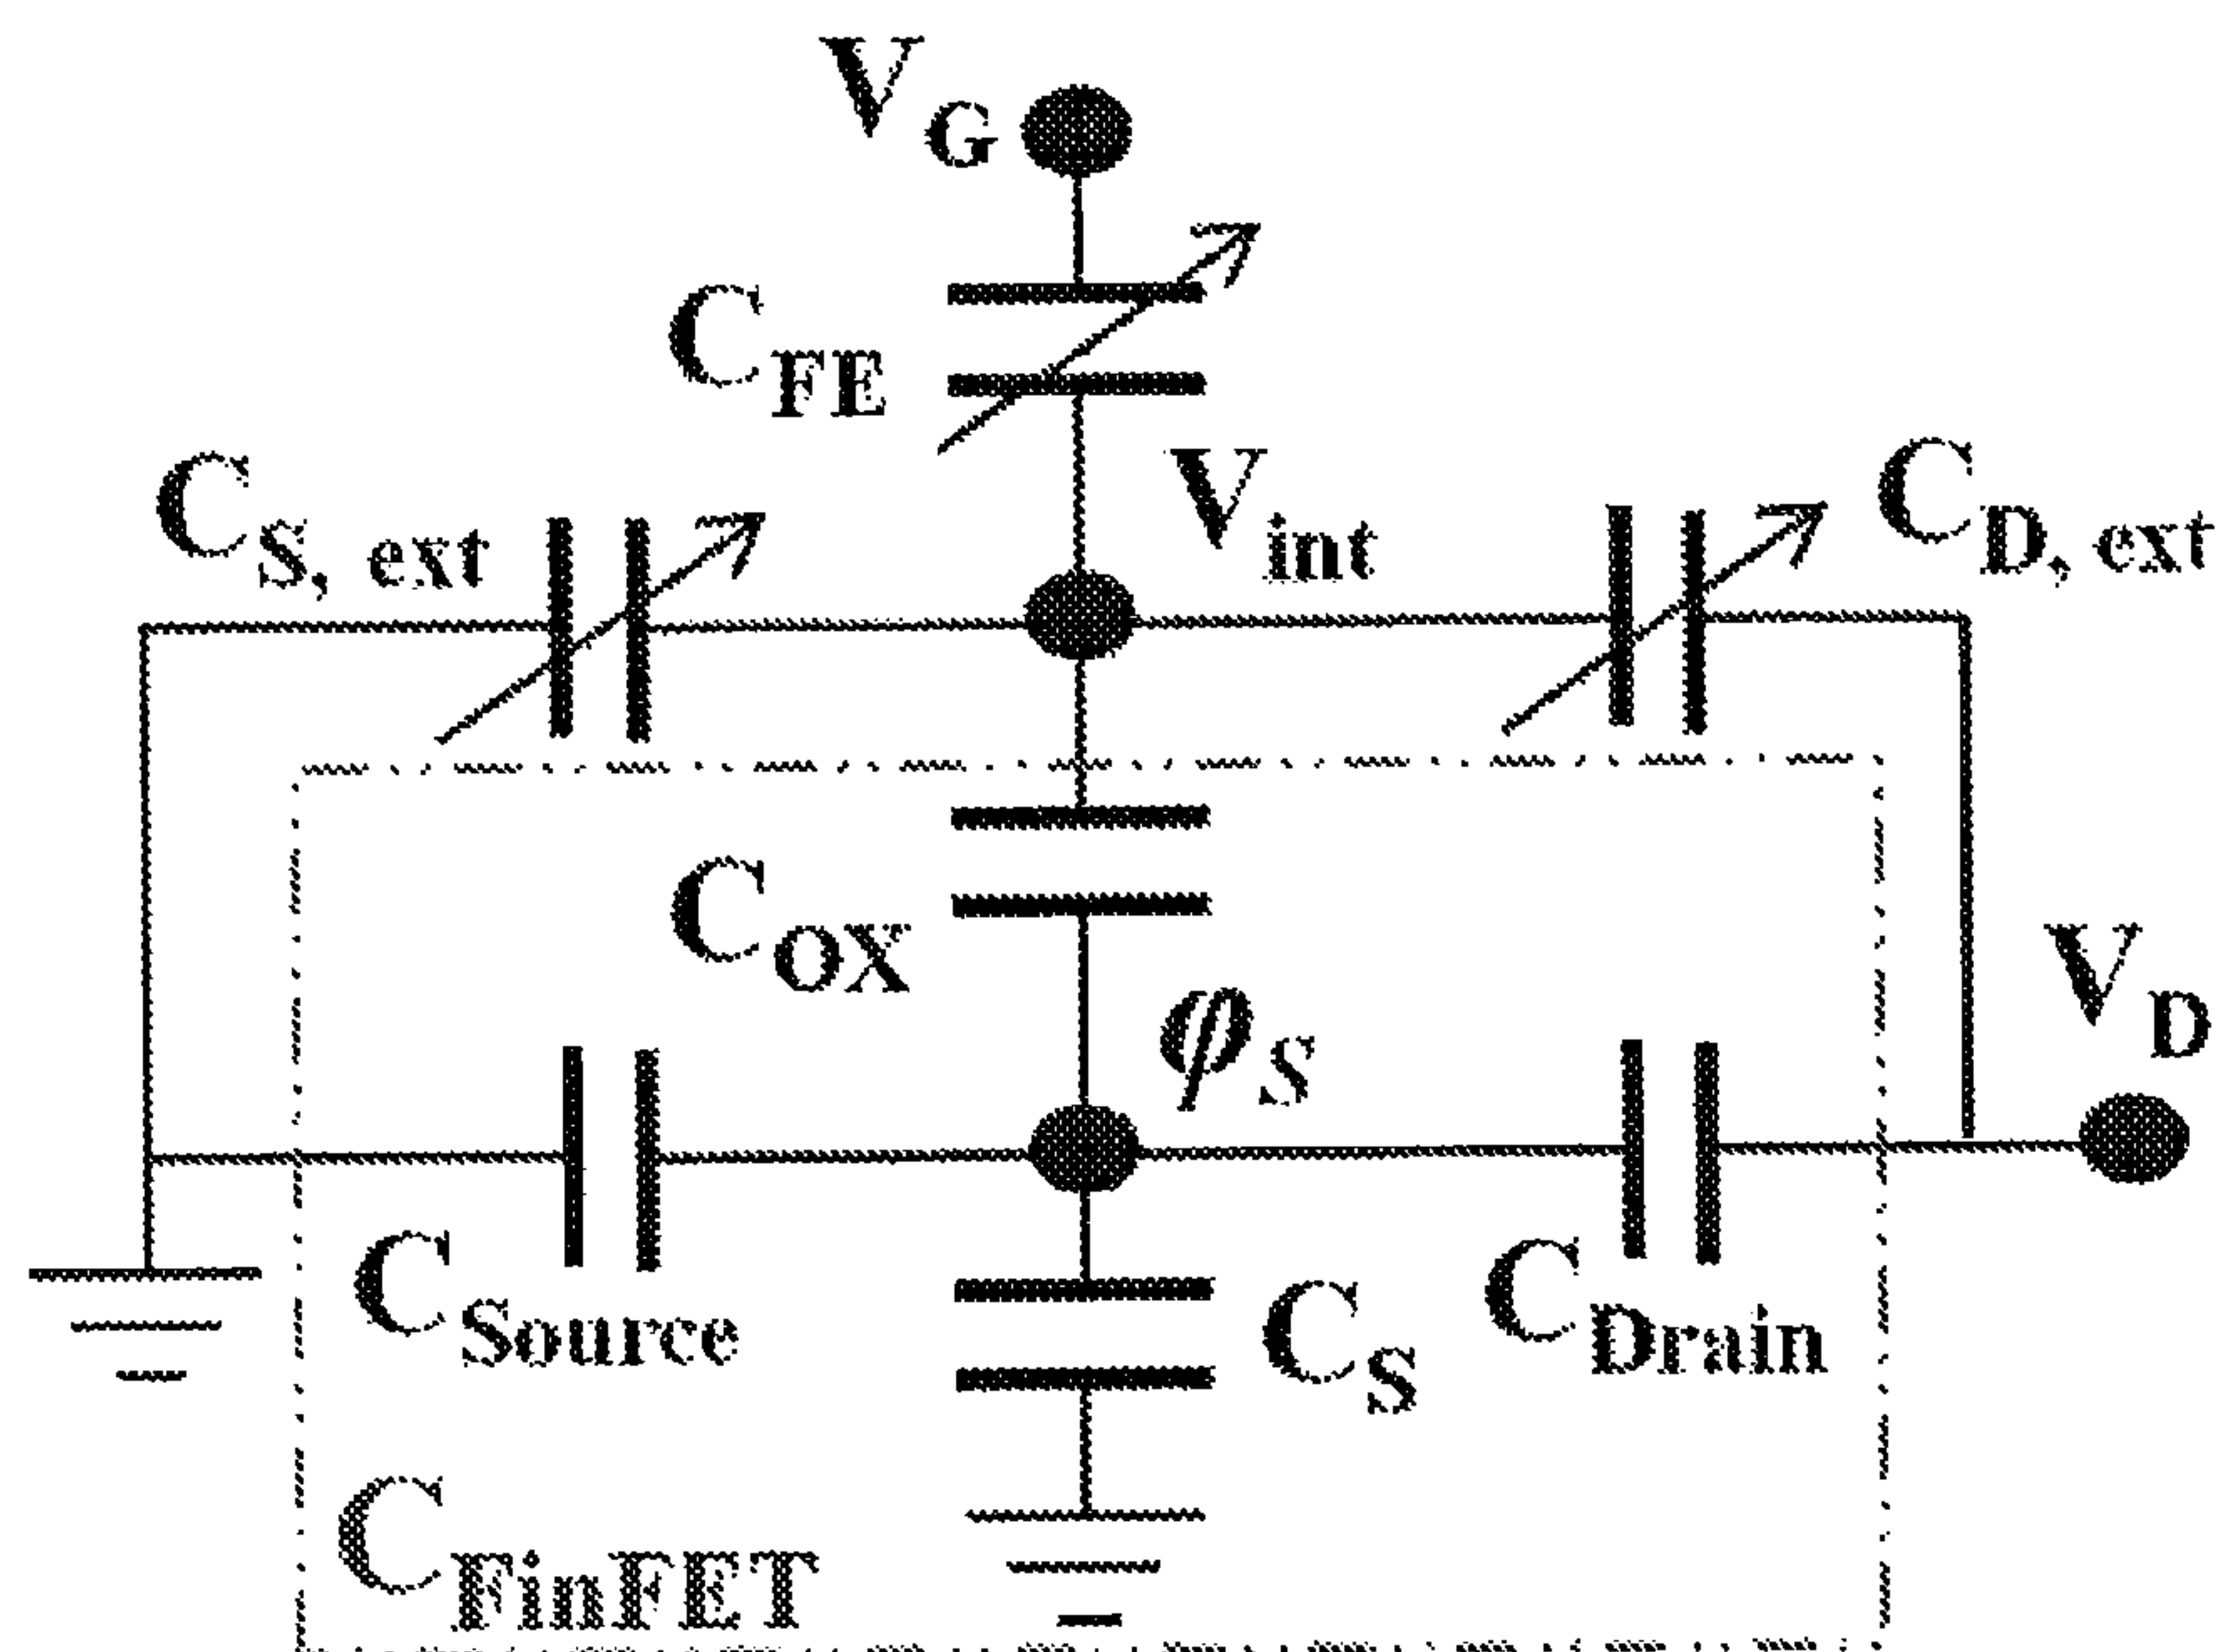 V_G
C_FE
C_S, ext
V_int
C_D, ext
C_OX
φ_S
V_D
C_Source
C_S
C_Drain
C_FinFET